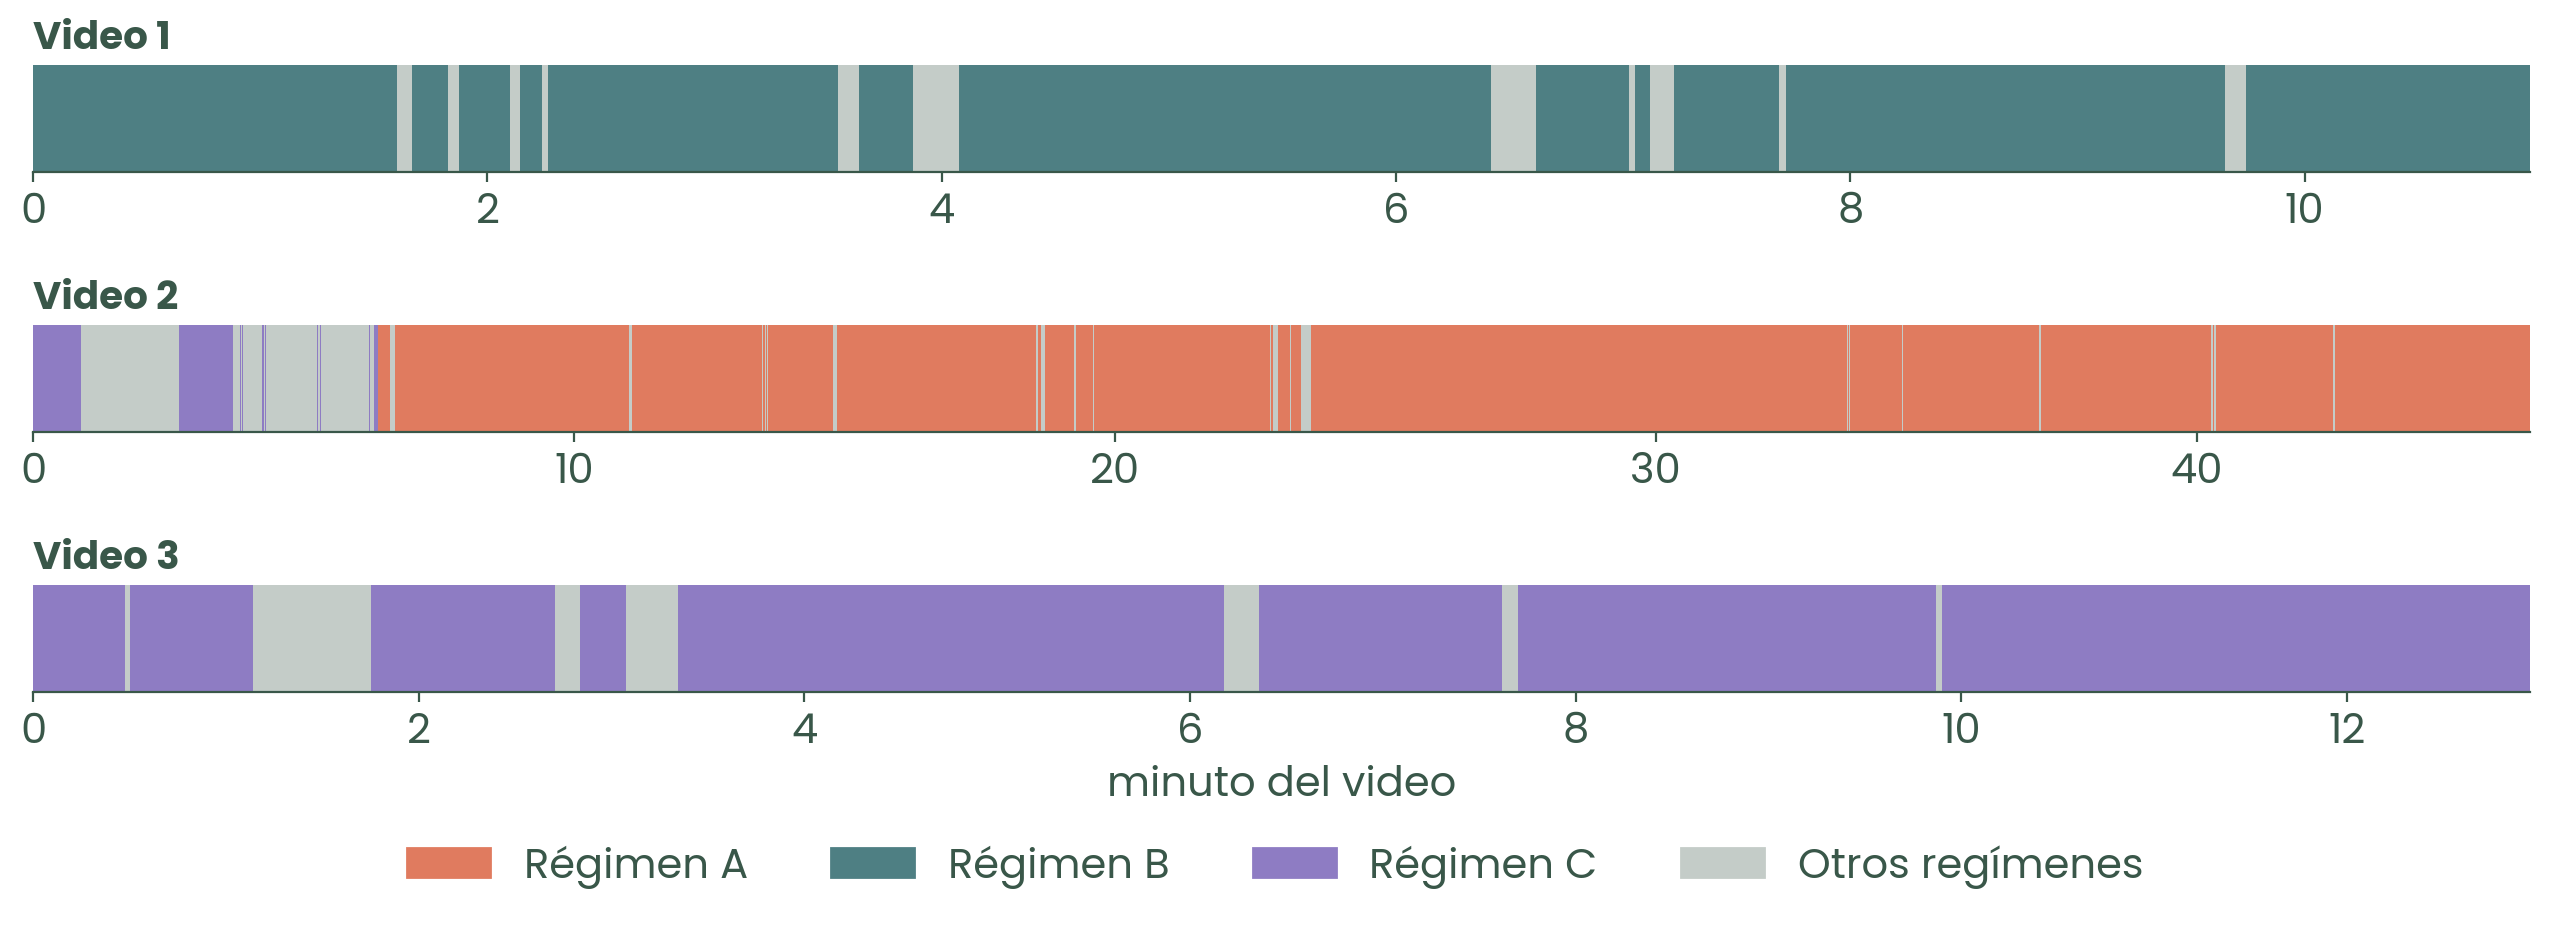 Video 1
0 2 4 6 8 10
Video 2
0 10 20 30 40
Video 3
0 2 4 6 8 10 12
minuto del video
Régimen A Régimen B Régimen C Otros regímenes